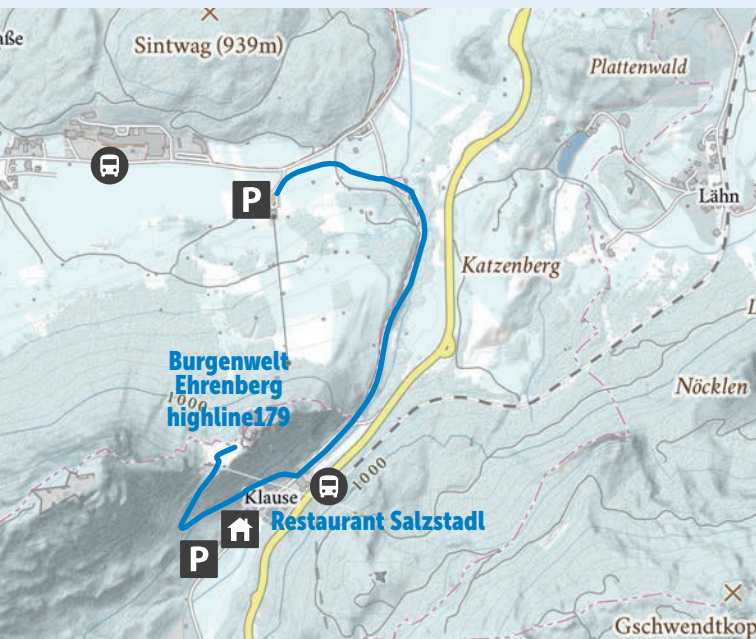 aße
Sintwag (939m)
Plattenwald
P
Lähn
Katzenberg
Burgenwelt
Ehrenberg
1000
highline179
Nöcklen
1000
Klause
Restaurant Salzstadl
P
Gschwendtkop